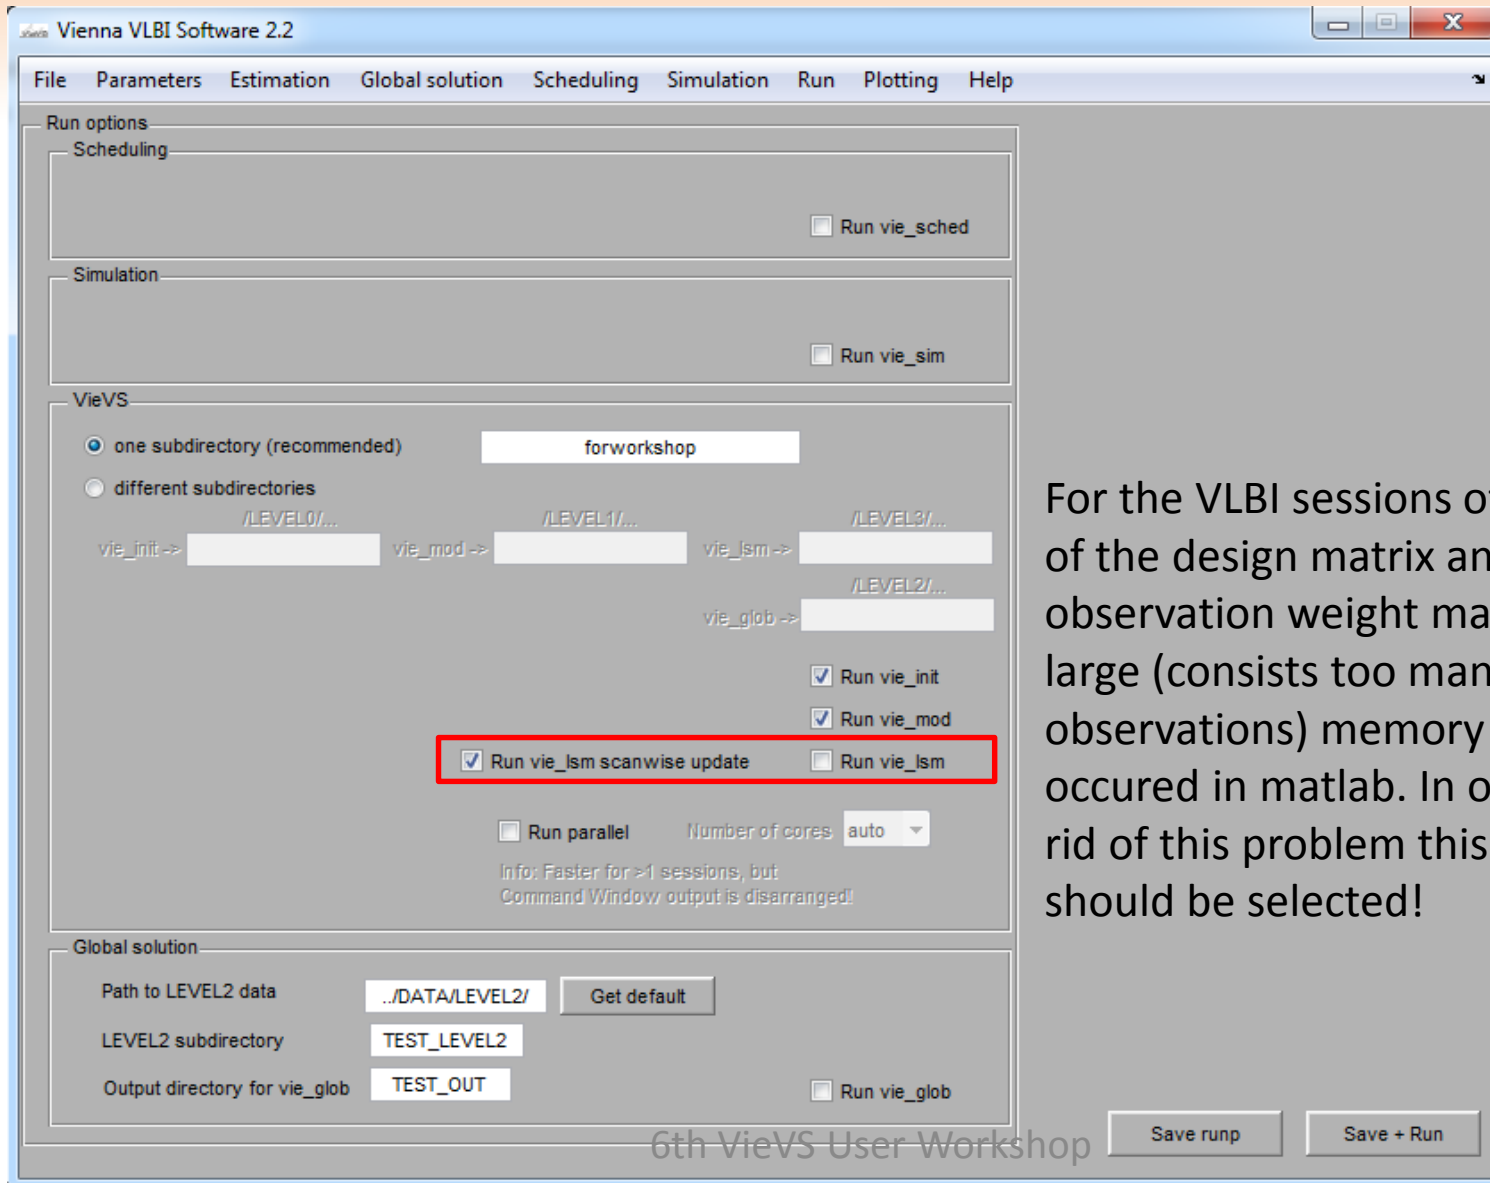 Vienna VLBI Software 2.2
File Parameters Estimation Global solution Scheduling Simulation Run Plotting Help
Run options
Scheduling
Run vie_sched
Simulation
Run vie_sim
VieVS
one subdirectory (recommended) forworkshop
different subdirectories
/LEVEL0/... /LEVEL1/... /LEVEL3/...
vie_init -> vie_mod -> vie_lsm ->
/LEVEL2/...
vie_glob ->
Run vie_init
Run vie_mod
Run vie_lsm scanwise update Run vie_lsm
Run parallel Number of cores auto
Info: Faster for >1 sessions, but
Command Window output is disarranged!
Global solution
Path to LEVEL2 data ../DATA/LEVEL2/ Get default
LEVEL2 subdirectory TEST_LEVEL2
Output directory for vie_glob TEST_OUT
Run vie_glob
For the VLBI sessions
of the design matrix
observation weight
large (consists too
observations) memory
occured in matlab. In
rid of this problem this
should be selected!
6th VieVS User Workshop
Save runp Save + Run